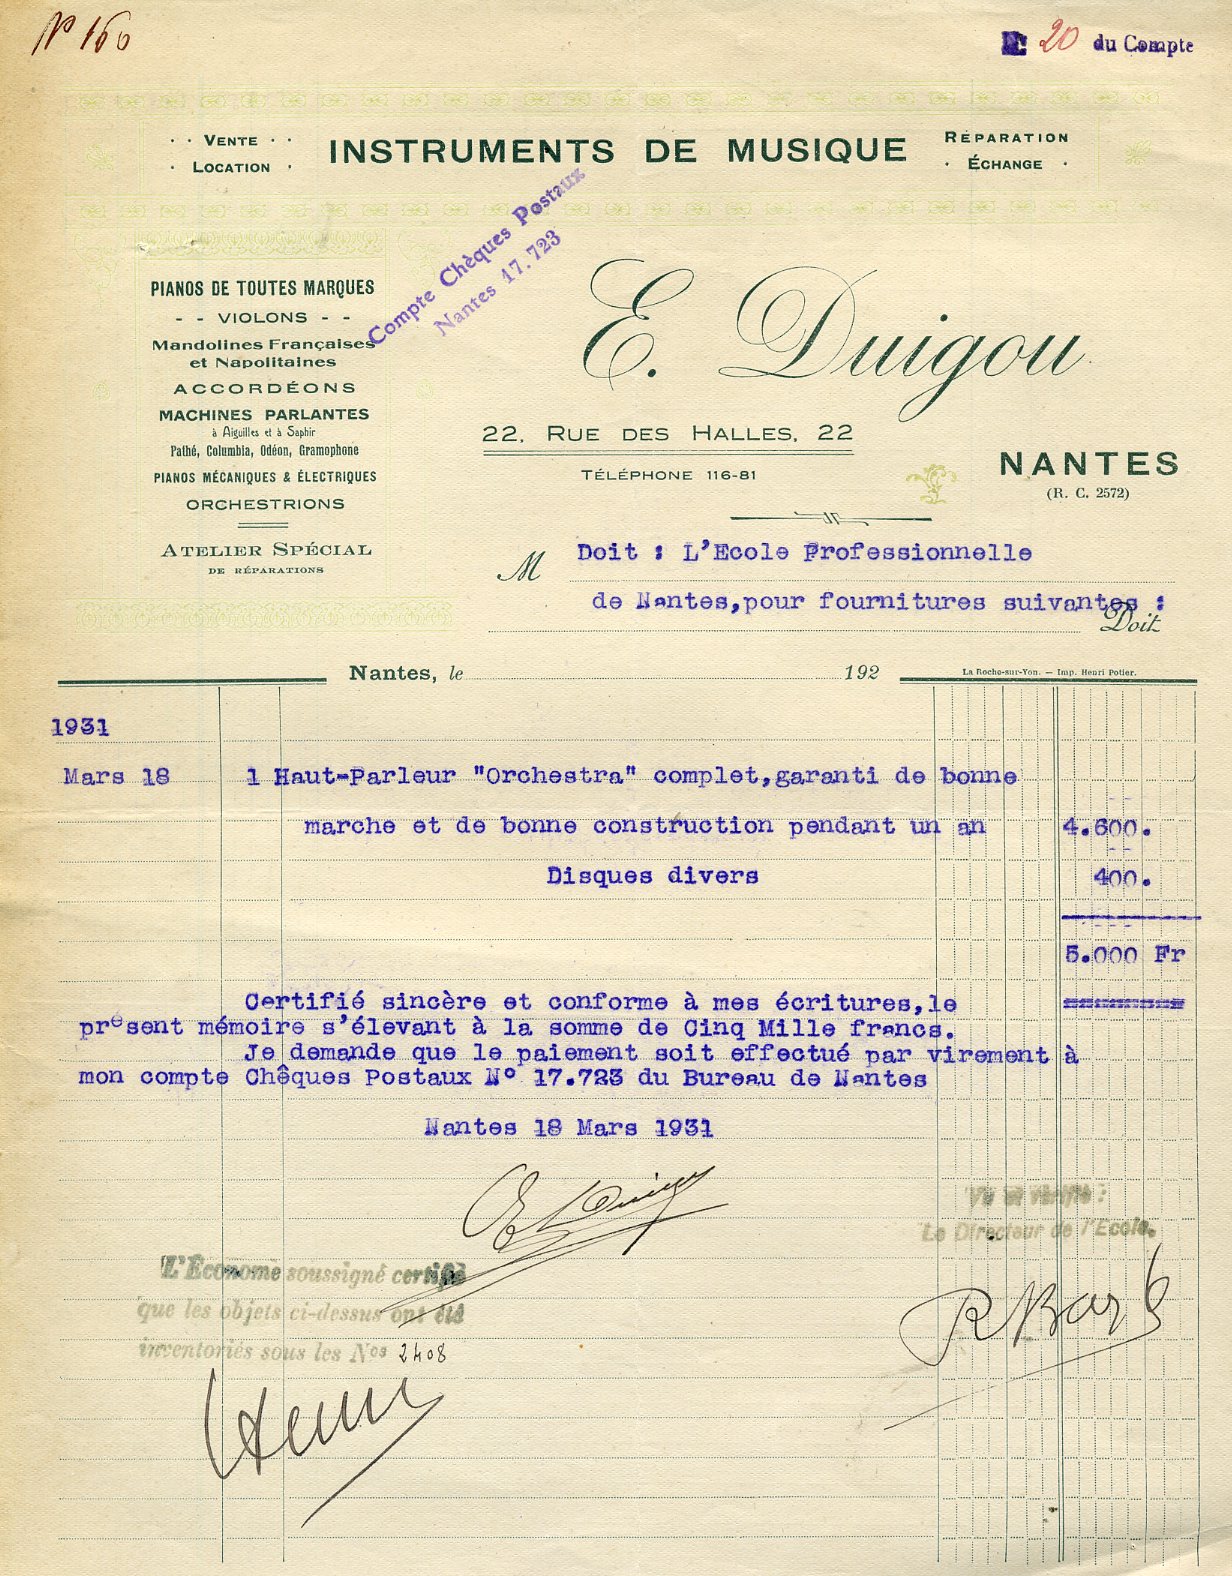 N° 160
20 du Compte
· · VENTE · ·
· LOCATION ·
INSTRUMENTS DE MUSIQUE
RÉPARATION
· ÉCHANGE ·
Compte Chèques Postaux
Nantes 17.723
PIANOS DE TOUTES MARQUES
- - VIOLONS - -
Mandolines Françaises
et Napolitaines
ACCORDÉONS
MACHINES PARLANTES
à Aiguilles et à Saphir
Pathé, Columbia, Odéon, Gramophone
PIANOS MÉCANIQUES & ÉLECTRIQUES
ORCHESTRIONS
ATELIER SPÉCIAL
DE RÉPARATIONS
E. Duigou
22, RUE DES HALLES, 22
TÉLÉPHONE 116-81
NANTES
(R. C. 2572)
M Doit : L'Ecole Professionnelle
de Nantes,pour fournitures suivantes :
Doit
Nantes, le 192
La Roche-sur-Yon. — Imp. Henri Potier.
1931
Mars 18 1 Haut-Parleur "Orchestra" complet,garanti de bonne
marche et de bonne construction pendant un an 4.600.
Disques divers 400.
5.000 Fr
Certifié sincère et conforme à mes écritures,le
présent mémoire s'élevant à la somme de Cinq Mille francs.
Je demande que le paiement soit effectué par virement à
mon compte Chêques Postaux N° 17.723 du Bureau de Nantes
Nantes 18 Mars 1931
E Duigou
Vu et vérifié :
Le Directeur de l'Ecole.
L'Econome soussigné certifie
que les objets ci-dessus ont été
inventoriés sous les Nos 2408